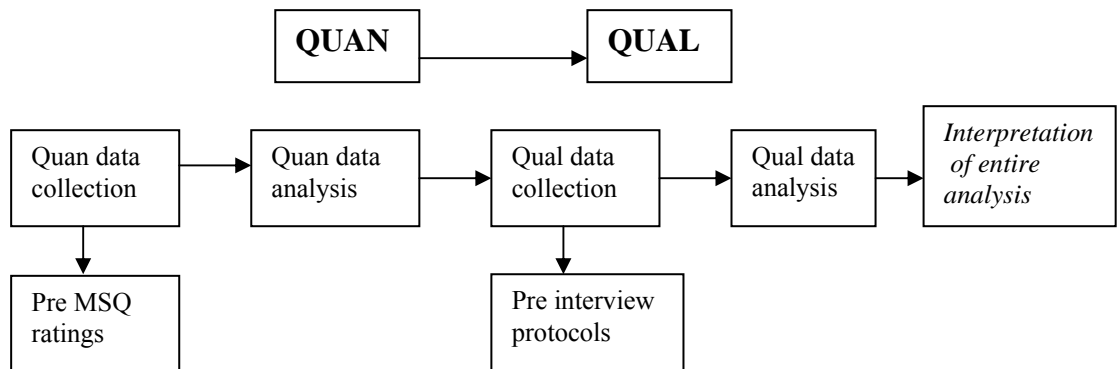 QUAN
QUAL
Quan data
collection
Quan data
analysis
Qual data
collection
Qual data
analysis
Interpretation
of entire
analysis
Pre MSQ
ratings
Pre interview
protocols